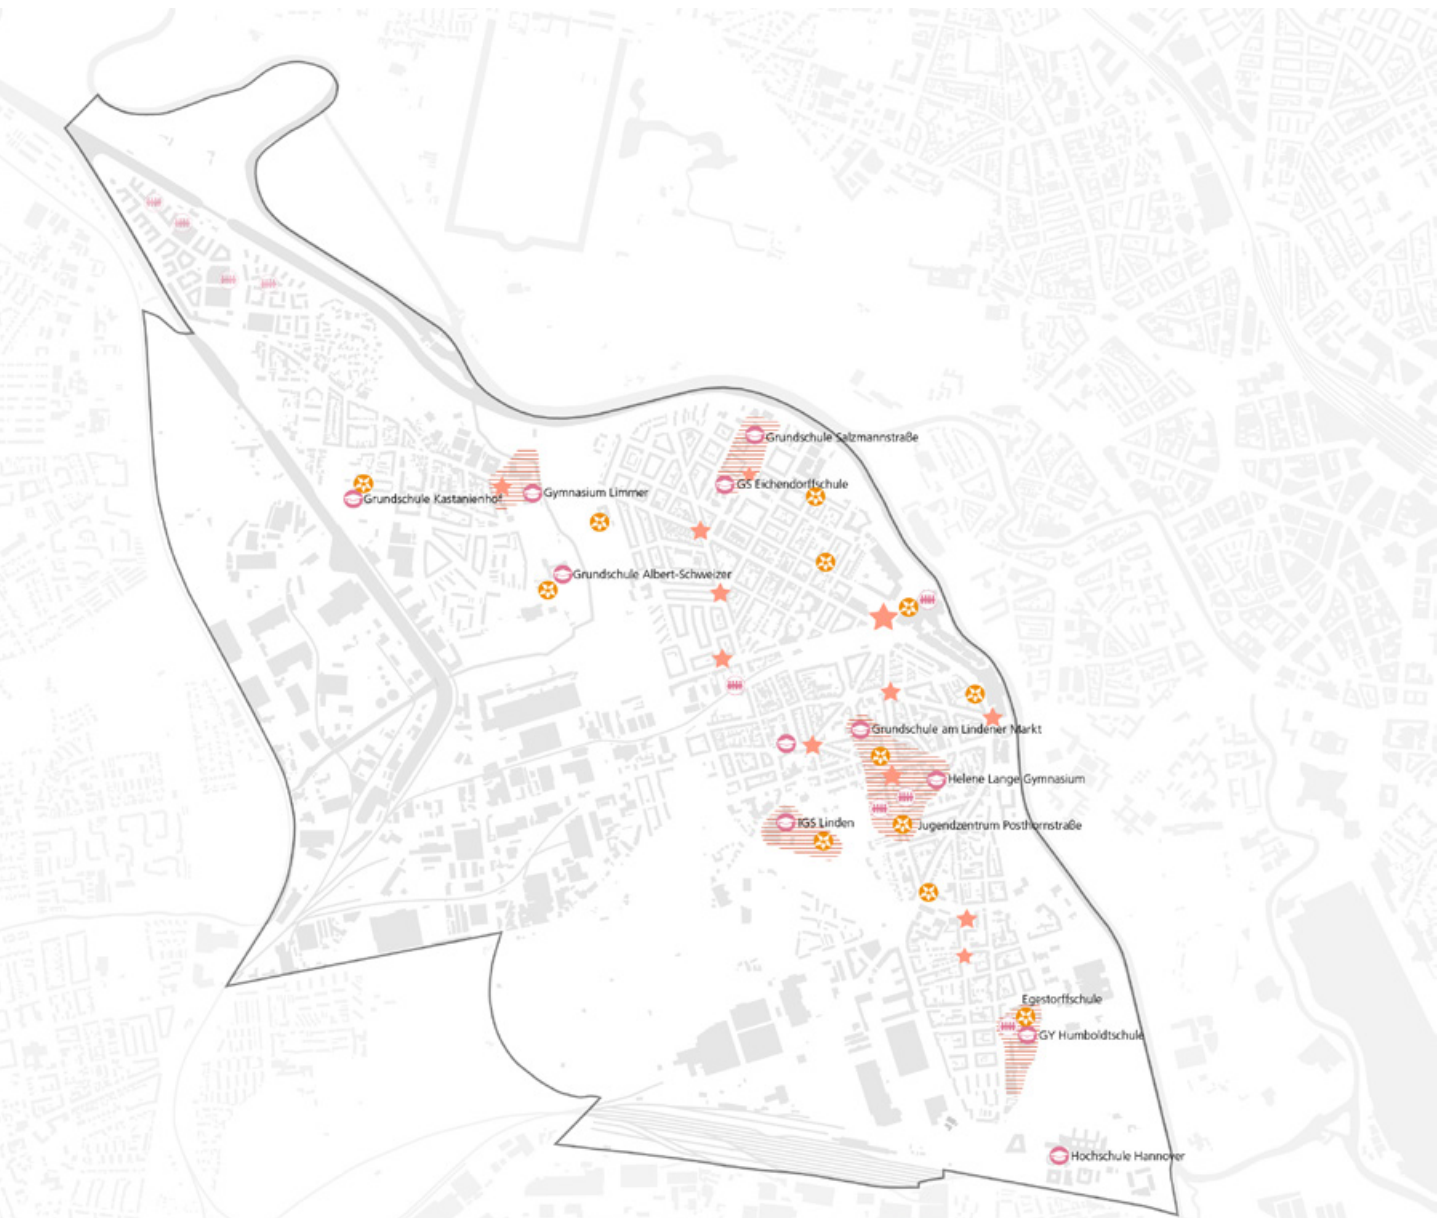 Grundschule Salzmannstraße
GS Eichendorffschule
Gymnasium Limmer
Grundschule Kastanienhof
Grundschule Albert-Schweizer
Grundschule am Lindener Markt
Helene Lange Gymnasium
IGS Linden
Jugendzentrum Posthornstraße
Egestorffschule
GY Humboldtschule
Hochschule Hannover